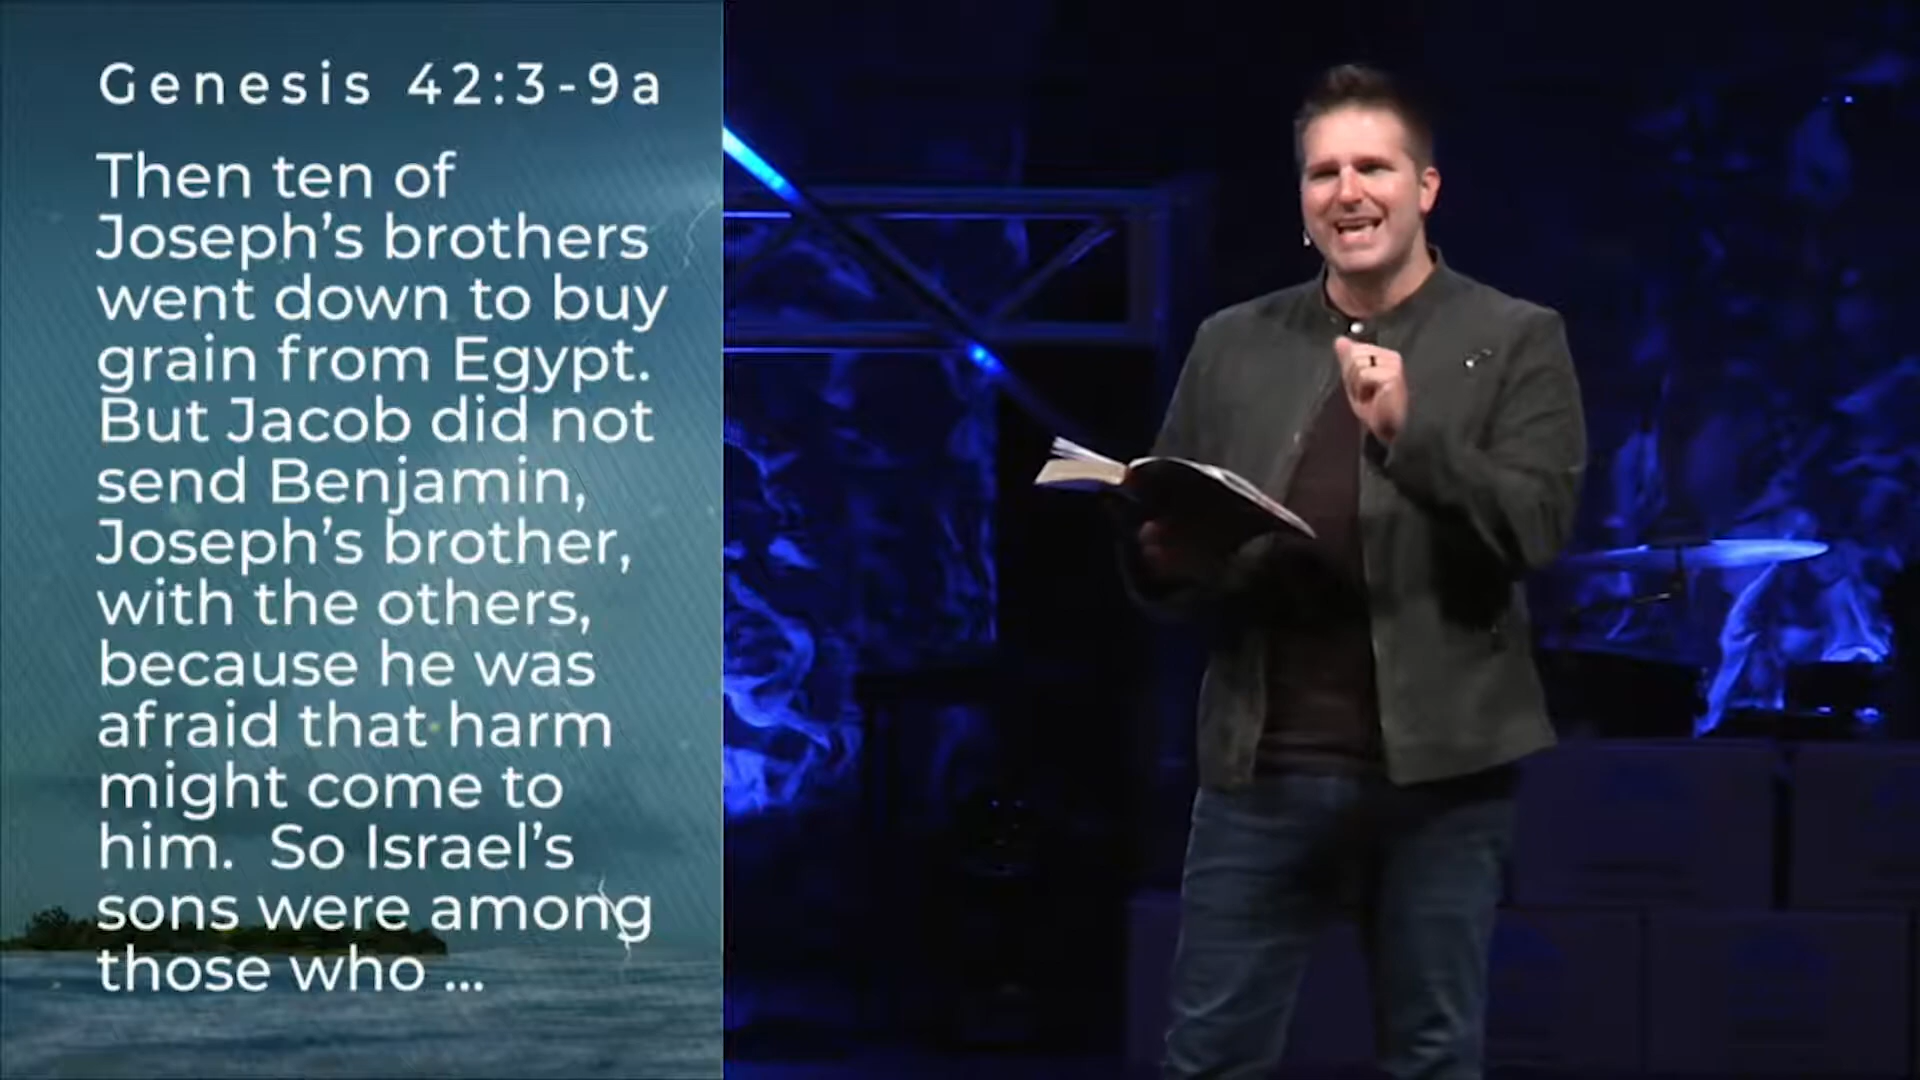 Genesis 42:3-9a
Then ten of
Joseph’s brothers
went down to buy
grain from Egypt.
But Jacob did not
send Benjamin,
Joseph’s brother,
with the others,
because he was
afraid that harm
might come to
him.  So Israel’s
sons were among
those who ...